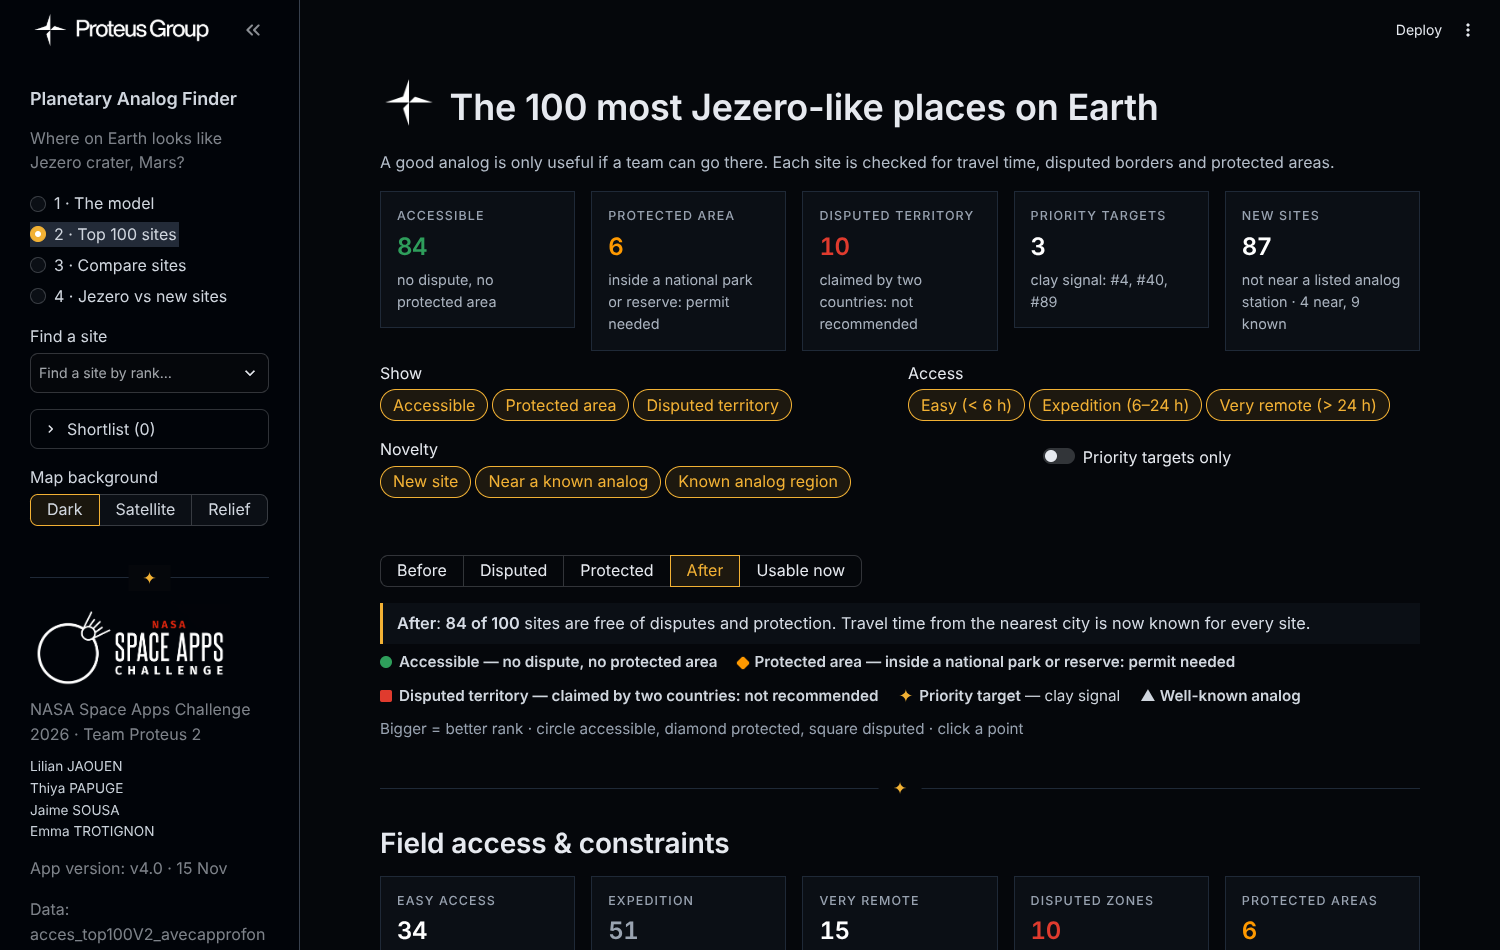 Proteus Group
Planetary Analog Finder
Where on Earth looks like
Jezero crater, Mars?
1 · The model
2 · Top 100 sites
3 · Compare sites
4 · Jezero vs new sites
Find a site
Find a site by rank...
Shortlist (0)
Map background
Dark
Satellite
Relief
NASA
SPACE APPS
CHALLENGE
NASA Space Apps Challenge
2026 · Team Proteus 2
Lilian JAOUEN
Thiya PAPUGE
Jaime SOUSA
Emma TROTIGNON
App version: v4.0 · 15 Nov
Data:
acces_top100V2_avecapprofon
Deploy
The 100 most Jezero-like places on Earth
A good analog is only useful if a team can go there. Each site is checked for travel time, disputed borders and protected areas.
ACCESSIBLE
84
no dispute, no
protected area
PROTECTED AREA
6
inside a national park
or reserve: permit
needed
DISPUTED TERRITORY
10
claimed by two
countries: not
recommended
PRIORITY TARGETS
3
clay signal: #4, #40,
#89
NEW SITES
87
not near a listed analog
station · 4 near, 9
known
Show
Accessible
Protected area
Disputed territory
Access
Easy (< 6 h)
Expedition (6–24 h)
Very remote (> 24 h)
Novelty
New site
Near a known analog
Known analog region
Priority targets only
Before
Disputed
Protected
After
Usable now
After: 84 of 100 sites are free of disputes and protection. Travel time from the nearest city is now known for every site.
Accessible — no dispute, no protected area
Protected area — inside a national park or reserve: permit needed
Disputed territory — claimed by two countries: not recommended
Priority target — clay signal
Well-known analog
Bigger = better rank · circle accessible, diamond protected, square disputed · click a point
Field access & constraints
EASY ACCESS
34
EXPEDITION
51
VERY REMOTE
15
DISPUTED ZONES
10
PROTECTED AREAS
6